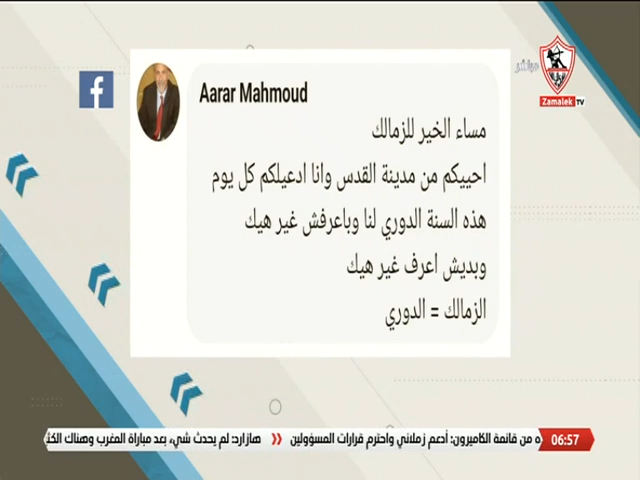 Aarar Mahmoud
مساء الخير للزمالك
احييكم من مدينة القدس وانا ادعيلكم كل يوم
هذه السنة الدوري لنا وباعرفش غير هيك
وبديش اعرف غير هيك
الزمالك = الدوري
مباشر
Zamalek TV
ه من قائمة الكاميرون: أدعم زملائي واحترم قرارات المسؤولين
هازارد: لم يحدث شيء بعد مباراة المغرب وهناك الكث
06:57